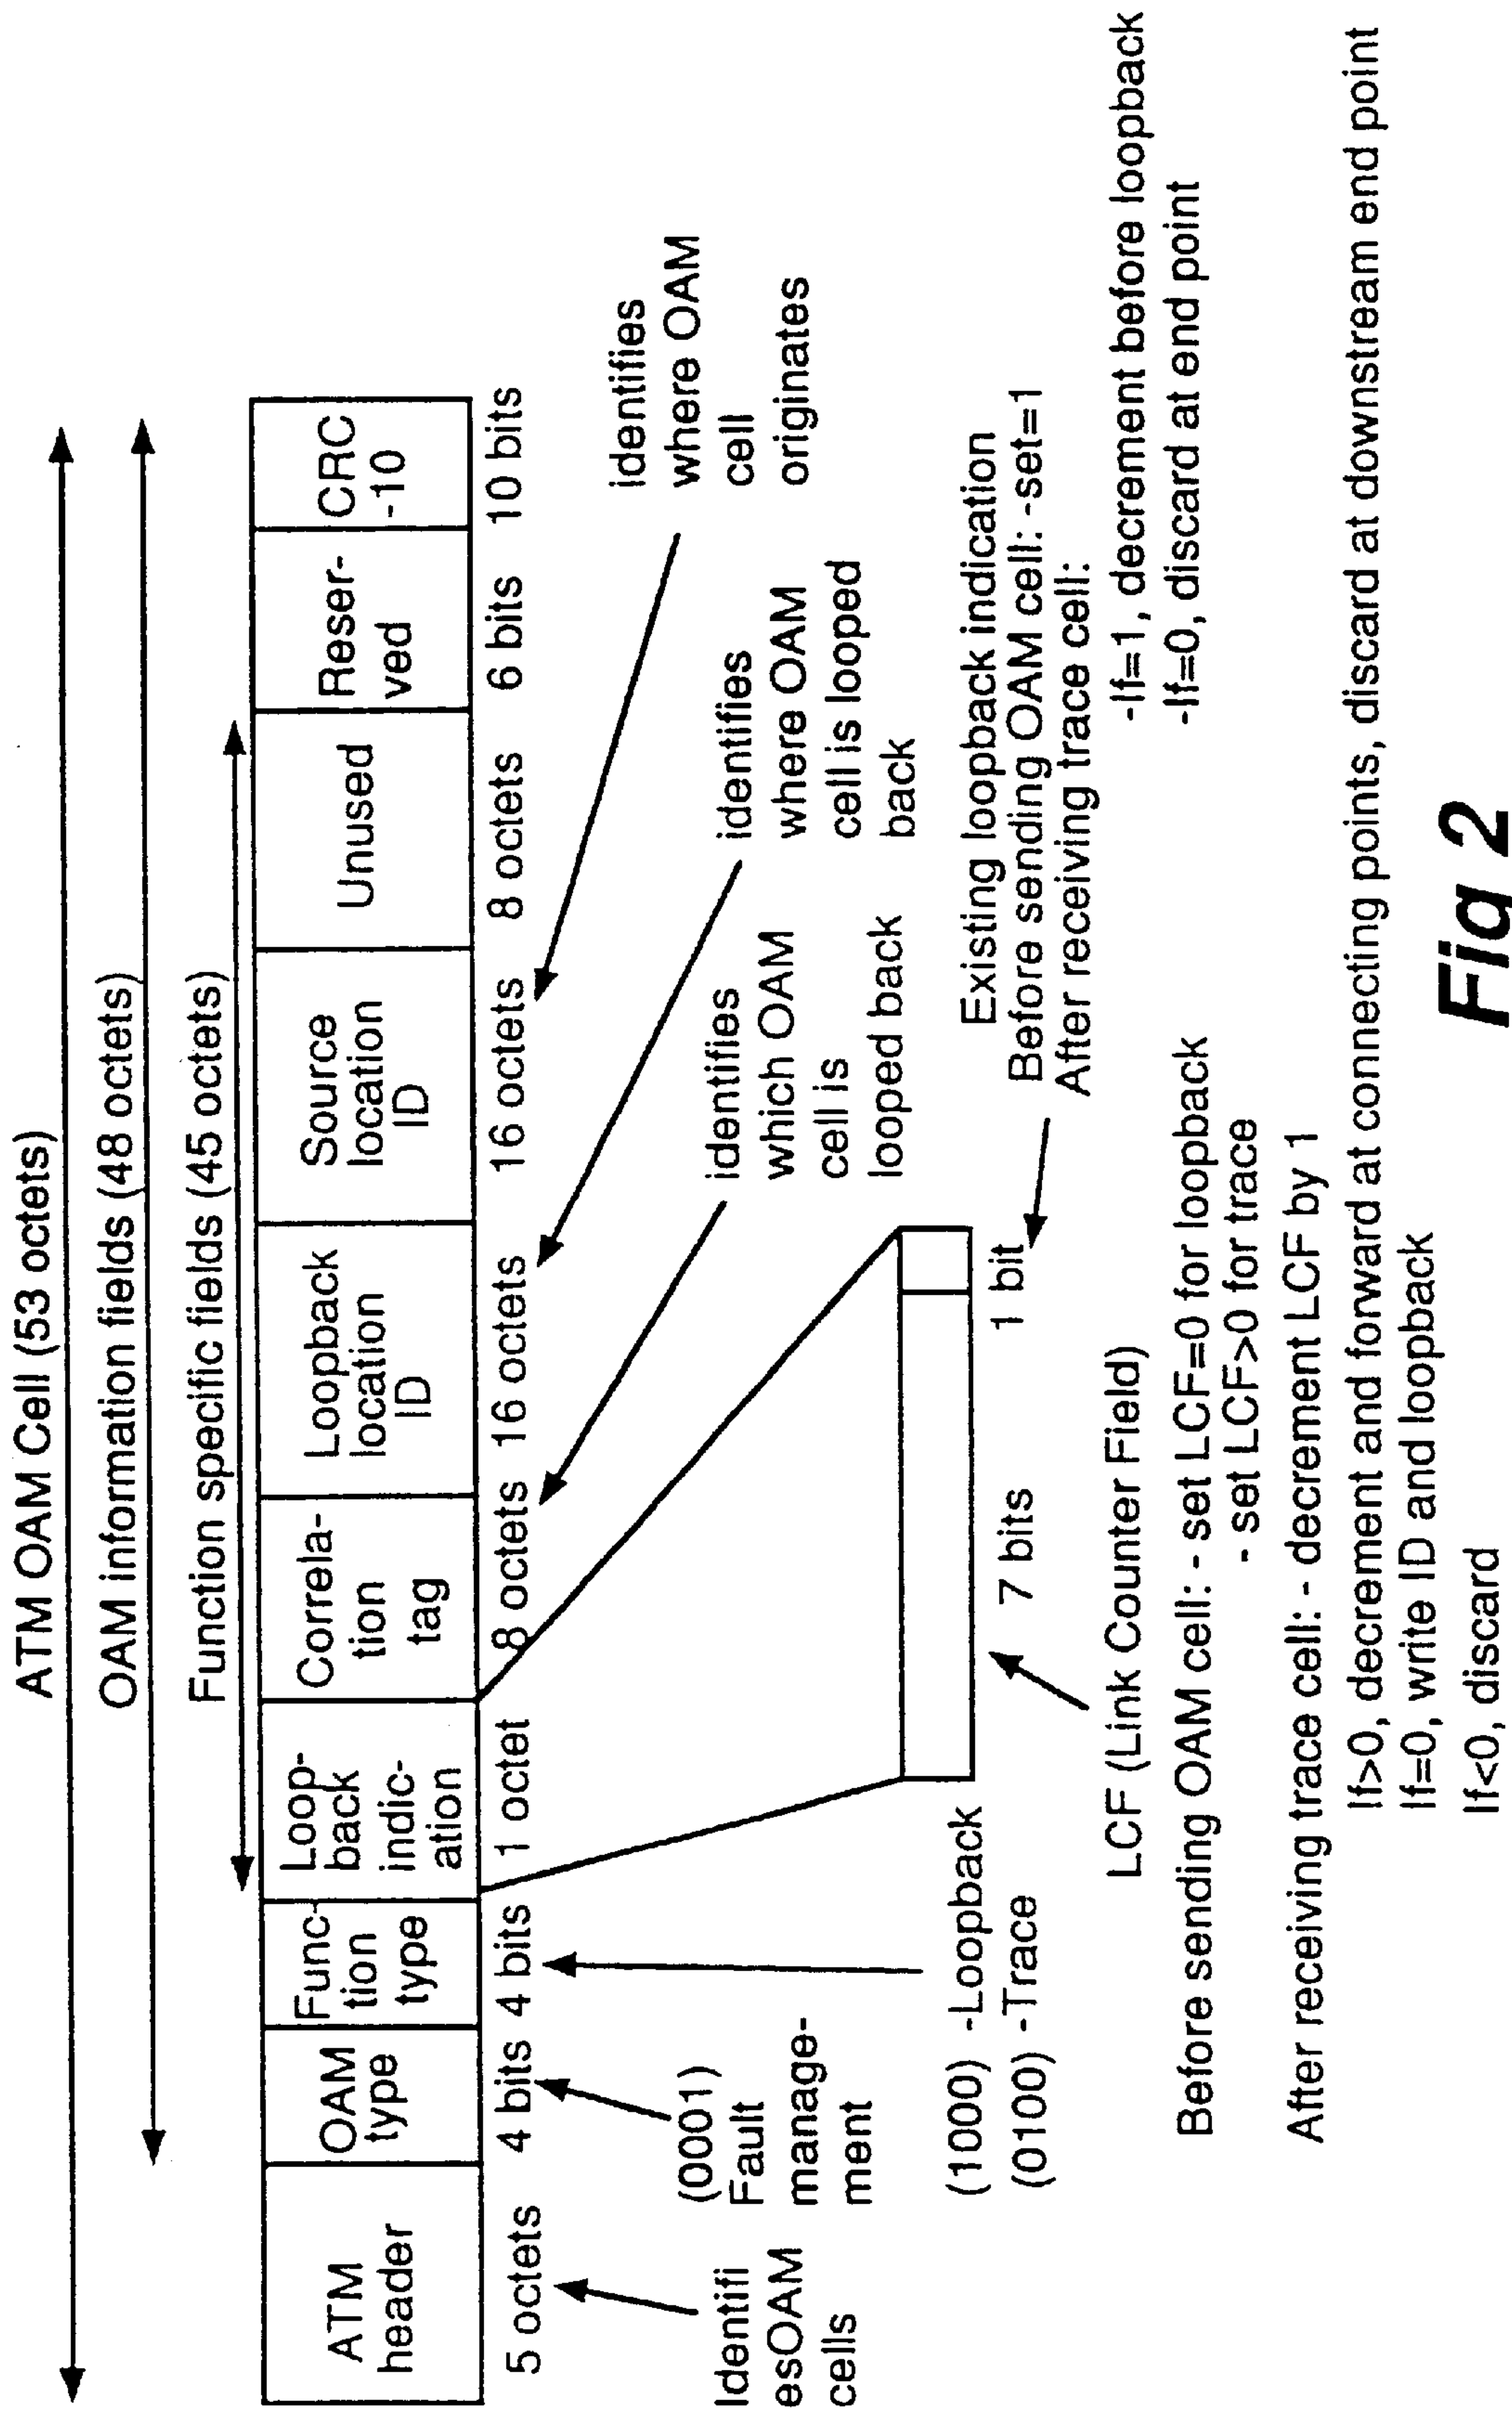 ATM OAM Cell (53 octets)
OAM information fields (48 octets)
Function specific fields (45 octets)
ATM
header
OAM
type
Func-
tion
type
Loop-
back
indic-
ation
Correla-
tion
tag
Loopback
location
ID
Source
location
ID
Unused
Reser-
ved
CRC
-10
5 octets
4 bits
4 bits
1 octet
8 octets
16 octets
16 octets
8 octets
6 bits
10 bits
Identifi
esOAM
cells
(0001)
Fault
manage-
ment
(1000) -Loopback
(0100) -Trace
identifies
which OAM
cell is
looped back
identifies
where OAM
cell is looped
back
identifies
where OAM
cell
originates
7 bits
1 bit
Existing loopback indication
Before sending OAM cell: -set=1
After receiving trace cell:
-If=1, decrement before loopback
-If=0, discard at end point
LCF (Link Counter Field)
Before sending OAM cell: - set LCF=0 for loopback
- set LCF>0 for trace
After receiving trace cell: - decrement LCF by 1
If>0, decrement and forward at connecting points, discard at downstream end point
If=0, write ID and loopback
If<0, discard
Fig 2